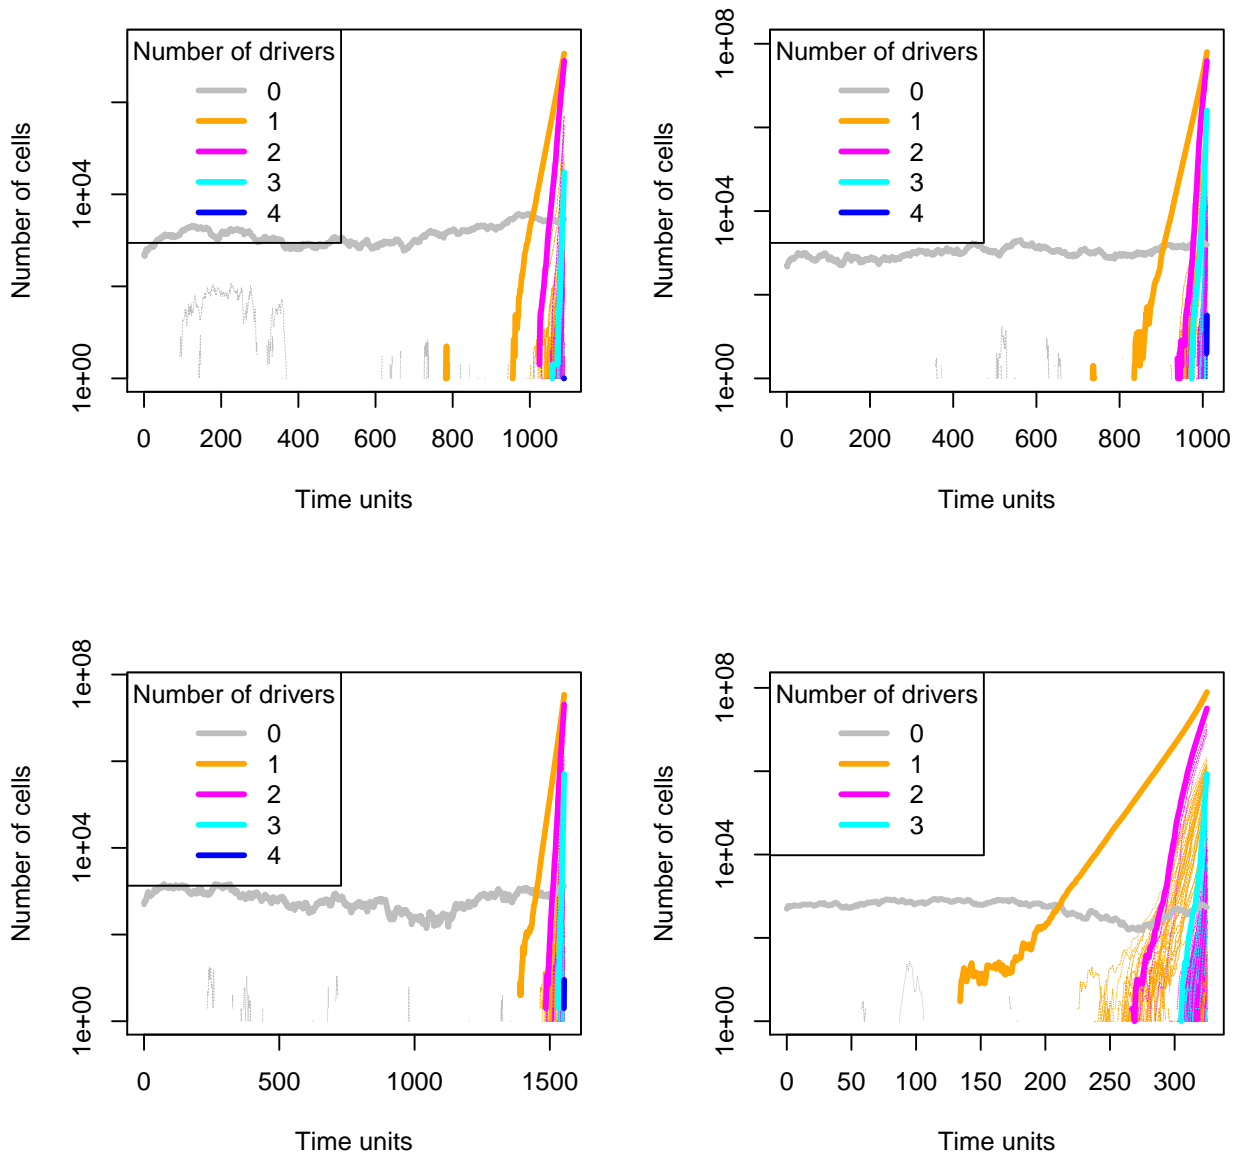 Number of drivers
0
1
2
3
4
Number of cells
1e+04
1e+00
0 200 400 600 800 1000
Time units
Number of drivers
0
1
2
3
4
Number of cells
1e+08
1e+04
1e+00
0 200 400 600 800 1000
Time units
Number of drivers
0
1
2
3
4
Number of cells
1e+08
1e+04
1e+00
0 500 1000 1500
Time units
Number of drivers
0
1
2
3
Number of cells
1e+08
1e+04
1e+00
0 50 100 150 200 250 300
Time units